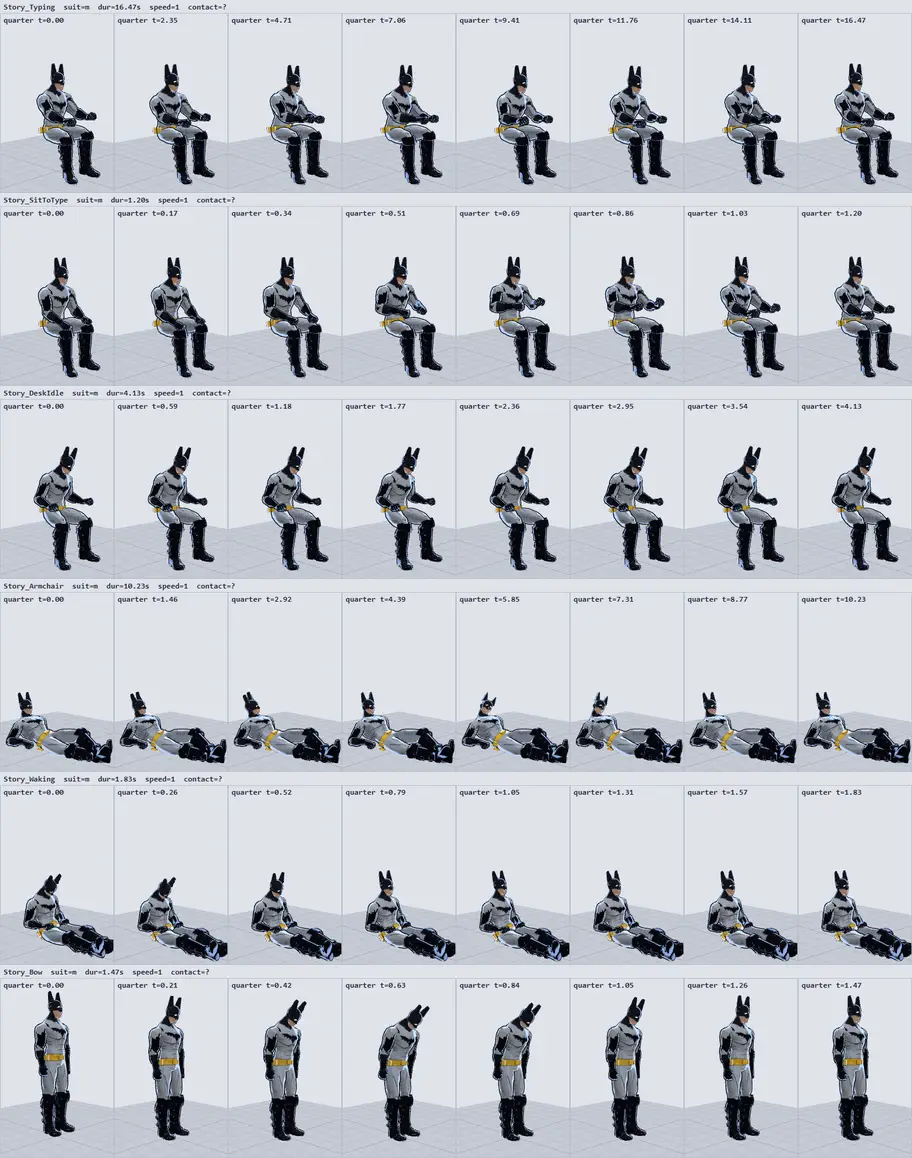 Story_Typing suit=m dur=16.47s speed=1 contact=?
quarter t=0.00 quarter t=2.35 quarter t=4.71 quarter t=7.06 quarter t=9.41 quarter t=11.76 quarter t=14.11 quarter t=16.47
Story_SitToType suit=m dur=1.20s speed=1 contact=?
quarter t=0.00 quarter t=0.17 quarter t=0.34 quarter t=0.51 quarter t=0.69 quarter t=0.86 quarter t=1.03 quarter t=1.20
Story_DeskIdle suit=m dur=4.13s speed=1 contact=?
quarter t=0.00 quarter t=0.59 quarter t=1.18 quarter t=1.77 quarter t=2.36 quarter t=2.95 quarter t=3.54 quarter t=4.13
Story_Armchair suit=m dur=10.23s speed=1 contact=?
quarter t=0.00 quarter t=1.46 quarter t=2.92 quarter t=4.39 quarter t=5.85 quarter t=7.31 quarter t=8.77 quarter t=10.23
Story_Waking suit=m dur=1.83s speed=1 contact=?
quarter t=0.00 quarter t=0.26 quarter t=0.52 quarter t=0.79 quarter t=1.05 quarter t=1.31 quarter t=1.57 quarter t=1.83
Story_Bow suit=m dur=1.47s speed=1 contact=?
quarter t=0.00 quarter t=0.21 quarter t=0.42 quarter t=0.63 quarter t=0.84 quarter t=1.05 quarter t=1.26 quarter t=1.47